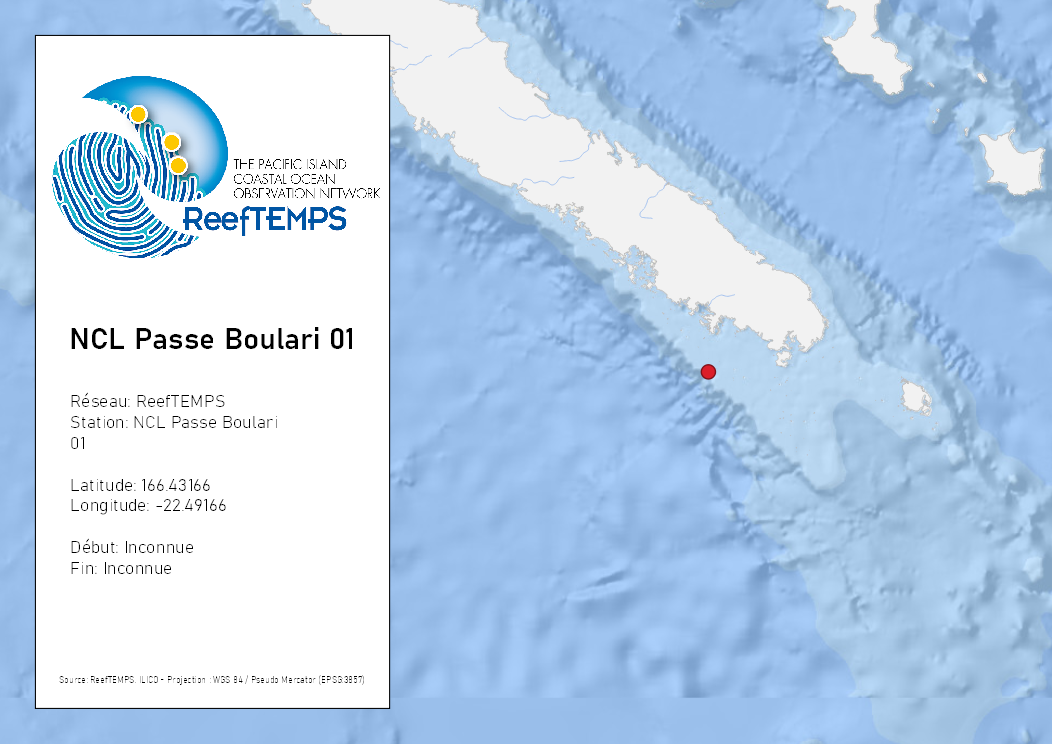 THE PACIFIC ISLAND
COASTAL OCEAN
OBSERVATION NETWORK
ReefTEMPS
NCL Passe Boulari 01
Réseau: ReefTEMPS
Station: NCL Passe Boulari
01
Latitude: 166.43166
Longitude: -22.49166
Début: Inconnue
Fin: Inconnue
Source: ReefTEMPS, ILICO - Projection : WGS 84 / Pseudo Mercator (EPSG:3857)